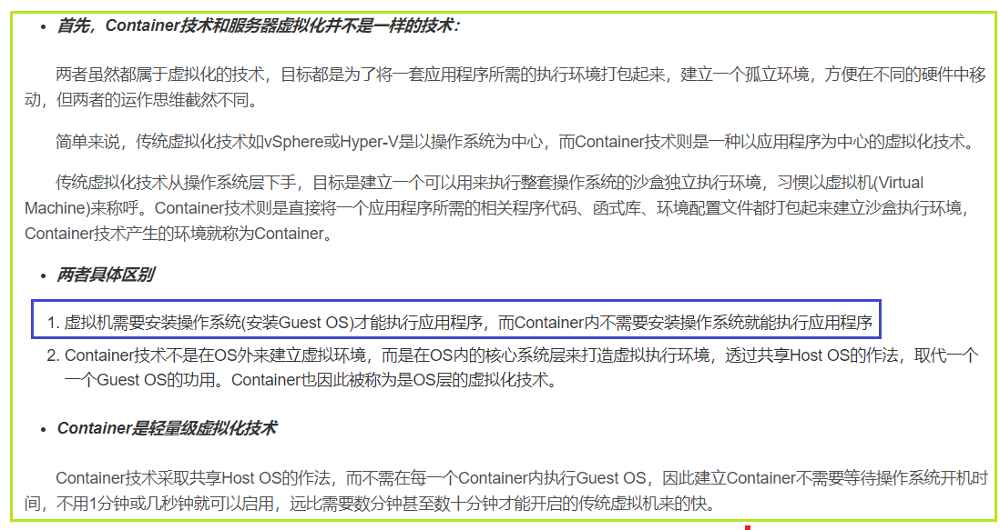 • 首先，Container技术和服务器虚拟化并不是一样的技术：
两者虽然都属于虚拟化的技术，目标都是为了将一套应用程序所需的执行环境打包起来，建立一个孤立环境，方便在不同的硬件中移
动，但两者的运作思维截然不同。
简单来说，传统虚拟化技术如vSphere或Hyper-V是以操作系统为中心，而Container技术则是一种以应用程序为中心的虚拟化技术。
传统虚拟化技术从操作系统层下手，目标是建立一个可以用来执行整套操作系统的沙盒独立执行环境，习惯以虚拟机(Virtual
Machine)来称呼。Container技术则是直接将一个应用程序所需的相关程序代码、函式库、环境配置文件都打包起来建立沙盒执行环境，
Container技术产生的环境就称为Container。
• 两者具体区别
1. 虚拟机需要安装操作系统(安装Guest OS)才能执行应用程序，而Container内不需要安装操作系统就能执行应用程序
2. Container技术不是在OS外来建立虚拟环境，而是在OS内的核心系统层来打造虚拟执行环境，透过共享Host OS的作法，取代一个
一个Guest OS的功用。Container也因此被称为是OS层的虚拟化技术。
• Container是轻量级虚拟化技术
Container技术采取共享Host OS的作法，而不需在每一个Container内执行Guest OS，因此建立Container不需要等待操作系统开机时
间，不用1分钟或几秒钟就可以启用，远比需要数分钟甚至数十分钟才能开启的传统虚拟机来的快。